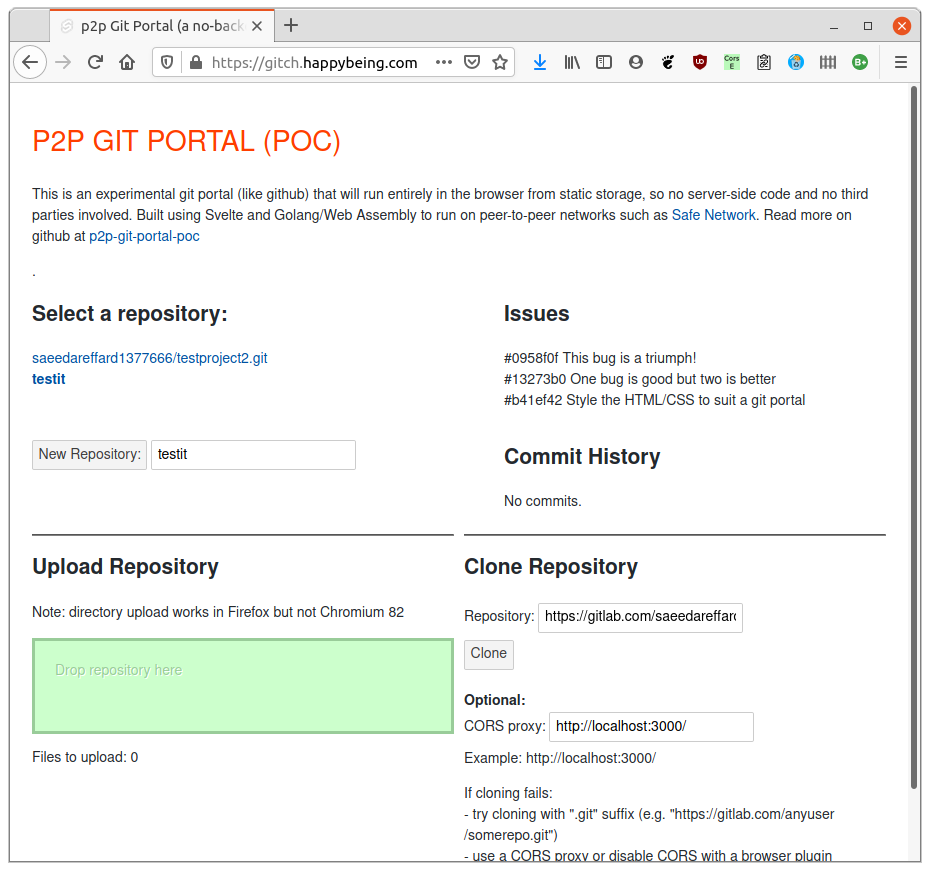 p2p Git Portal (a no-back
https://gitch.happybeing.com
UD
Cors
E
B+
P2P GIT PORTAL (POC)
This is an experimental git portal (like github) that will run entirely in the browser from static storage, so no server-side code and no third
parties involved. Built using Svelte and Golang/Web Assembly to run on peer-to-peer networks such as Safe Network. Read more on
github at p2p-git-portal-poc
.
Select a repository:
saeedareffard1377666/testproject2.git
testit
New Repository: testit
Issues
#0958f0f This bug is a triumph!
#13273b0 One bug is good but two is better
#b41ef42 Style the HTML/CSS to suit a git portal
Commit History
No commits.
Upload Repository
Note: directory upload works in Firefox but not Chromium 82
Drop repository here
Files to upload: 0
Clone Repository
Repository: https://gitlab.com/saeedareffard
Clone
Optional:
CORS proxy: http://localhost:3000/
Example: http://localhost:3000/
If cloning fails:
- try cloning with ".git" suffix (e.g. "https://gitlab.com/anyuser
/somerepo.git")
- use a CORS proxy or disable CORS with a browser plugin